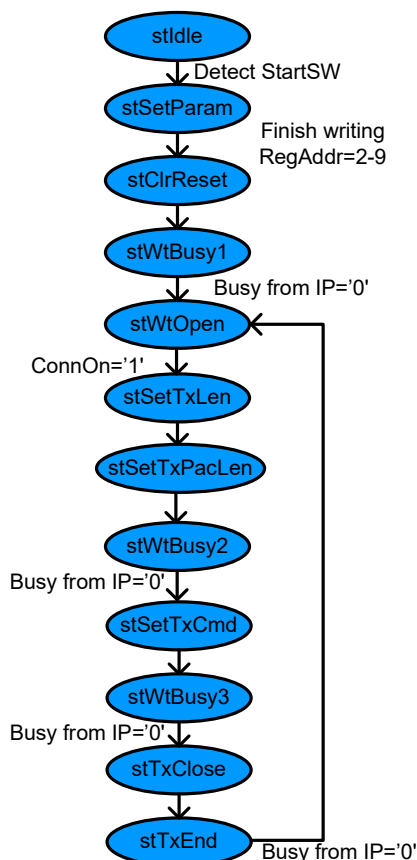 stIdle
Detect StartSW
stSetParam
Finish writing
RegAddr=2-9
stClrReset
stWtBusy1
Busy from IP='0'
stWtOpen
ConnOn='1'
stSetTxLen
stSetTxPacLen
stWtBusy2
Busy from IP='0'
stSetTxCmd
stWtBusy3
Busy from IP='0'
stTxClose
stTxEnd
Busy from IP='0'